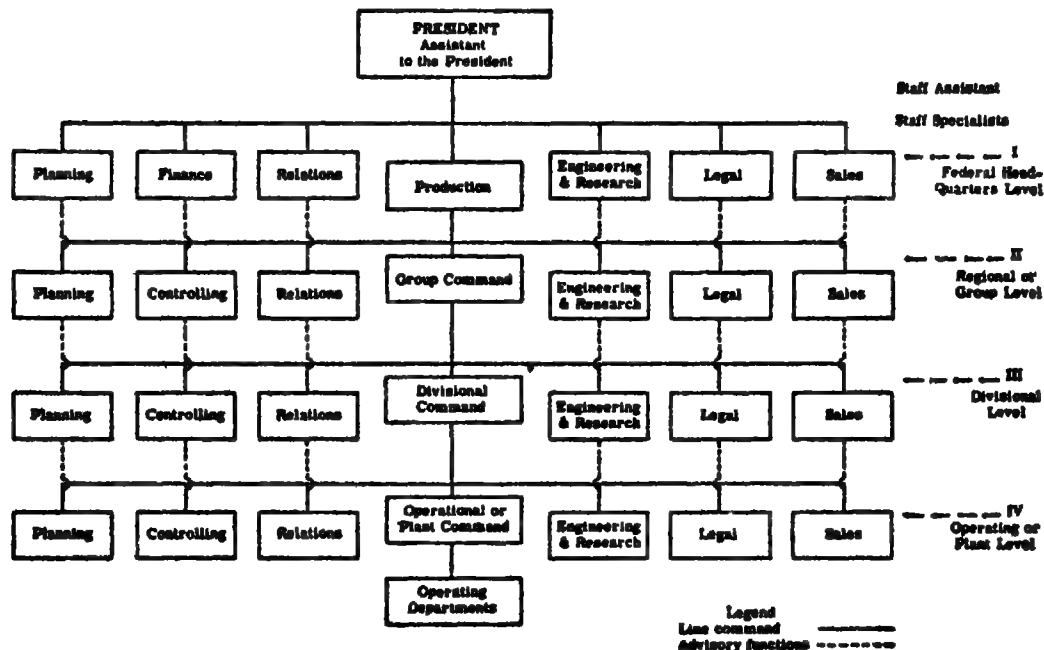 PRESIDENT
Assistant
to the President
Staff Assistant
Staff Specialists
Planning
Finance
Relations
Production
Engineering
& Research
Legal
Sales
I
Federal Head-
Quarters Level
Planning
Controlling
Relations
Group Command
Engineering
& Research
Legal
Sales
II
Regional or
Group Level
Planning
Controlling
Relations
Divisional
Command
Engineering
& Research
Legal
Sales
III
Divisional
Level
Planning
Controlling
Relations
Operational or
Plant Command
Engineering
& Research
Legal
Sales
IV
Operating or
Plant Level
Operating
Departments
Legend
Line command
Advisory functions